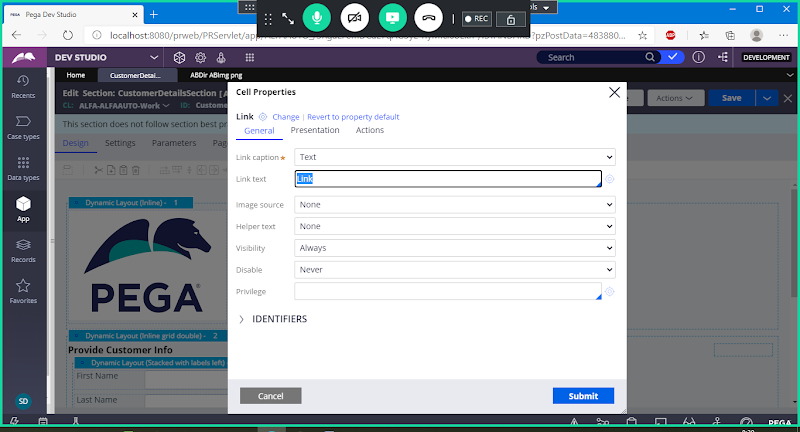 Pega Dev Studio
REC
ols
localhost:8080/prweb/PRServlet/app/
?pzPostData=483880...
ABP
DEV STUDIO
Search
DEVELOPMENT
Home
CustomerDetai...
ABDir ABImg png
Recents
Case types
Data types
App
Records
Favorites
SD
Edit Section: CustomerDetailsSection [A
CL: ALFA-ALFAAUTO-Work
ID: Custome
Actions
Save
This section does not follow section best pr
Design
Settings
Parameters
Pag
Dynamic Layout (Inline) - 1
PEGA®
Dynamic Layout (Inline grid double) - 2
Provide Customer Info
Dynamic Layout (Stacked with labels left)
First Name
Last Name
Cell Properties
Link
Change | Revert to property default
General
Presentation
Actions
Link caption
Text
Link text
Link
Image source
None
Helper text
None
Visibility
Always
Disable
Never
Privilege
IDENTIFIERS
Cancel
Submit
PEGA